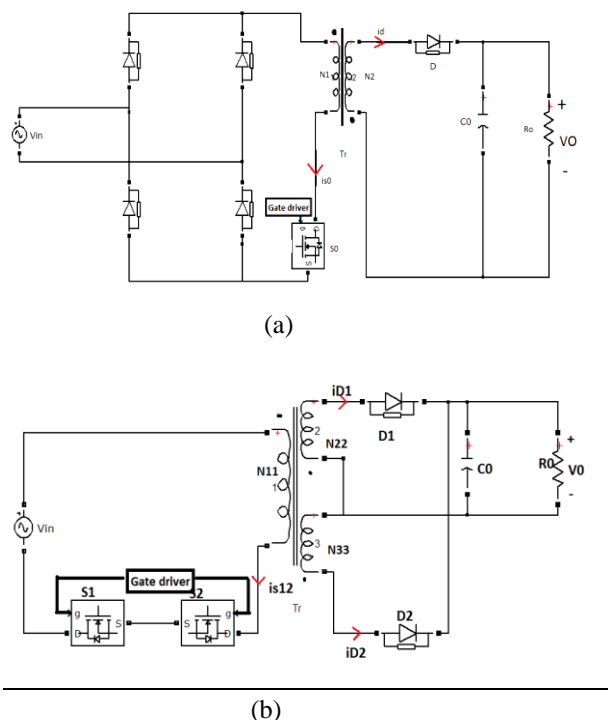 id
N1
1
2
N2
D
Vin
C0
Ro
+
VO
-
Tr
is0
Gate driver
g
D
S
S0
(a)
iD1
D1
2
N22
N11
1
C0
R0
+
V0
-
Vin
3
N33
Gate driver
S1
S2
is12
Tr
g
D
S
S
g
D
D2
iD2
(b)